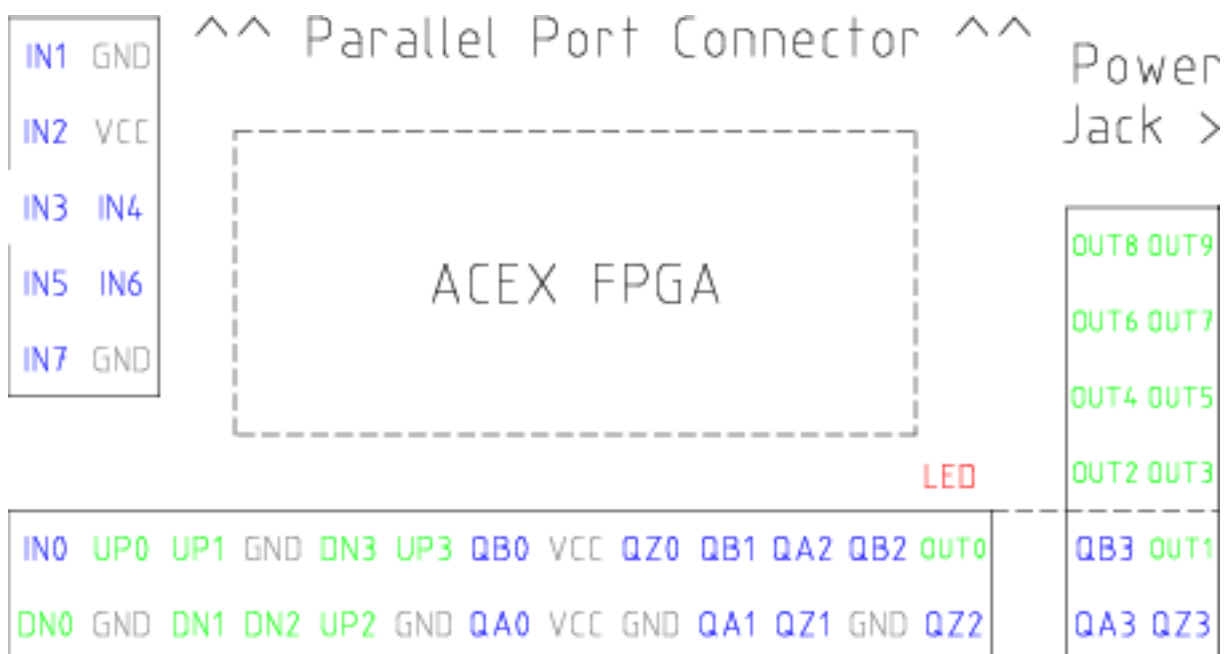 ^^ Parallel Port Connector ^^
Power
Jack >
IN1 GND
IN2 VCC
IN3 IN4
IN5 IN6
IN7 GND
ACEX FPGA
OUT8 OUT9
OUT6 OUT7
OUT4 OUT5
OUT2 OUT3
LED
IN0 UP0 UP1 GND DN3 UP3 QB0 VCC QZ0 QB1 QA2 QB2 OUT0
DN0 GND DN1 DN2 UP2 GND QA0 VCC GND QA1 QZ1 GND QZ2
QB3 OUT1
QA3 QZ3